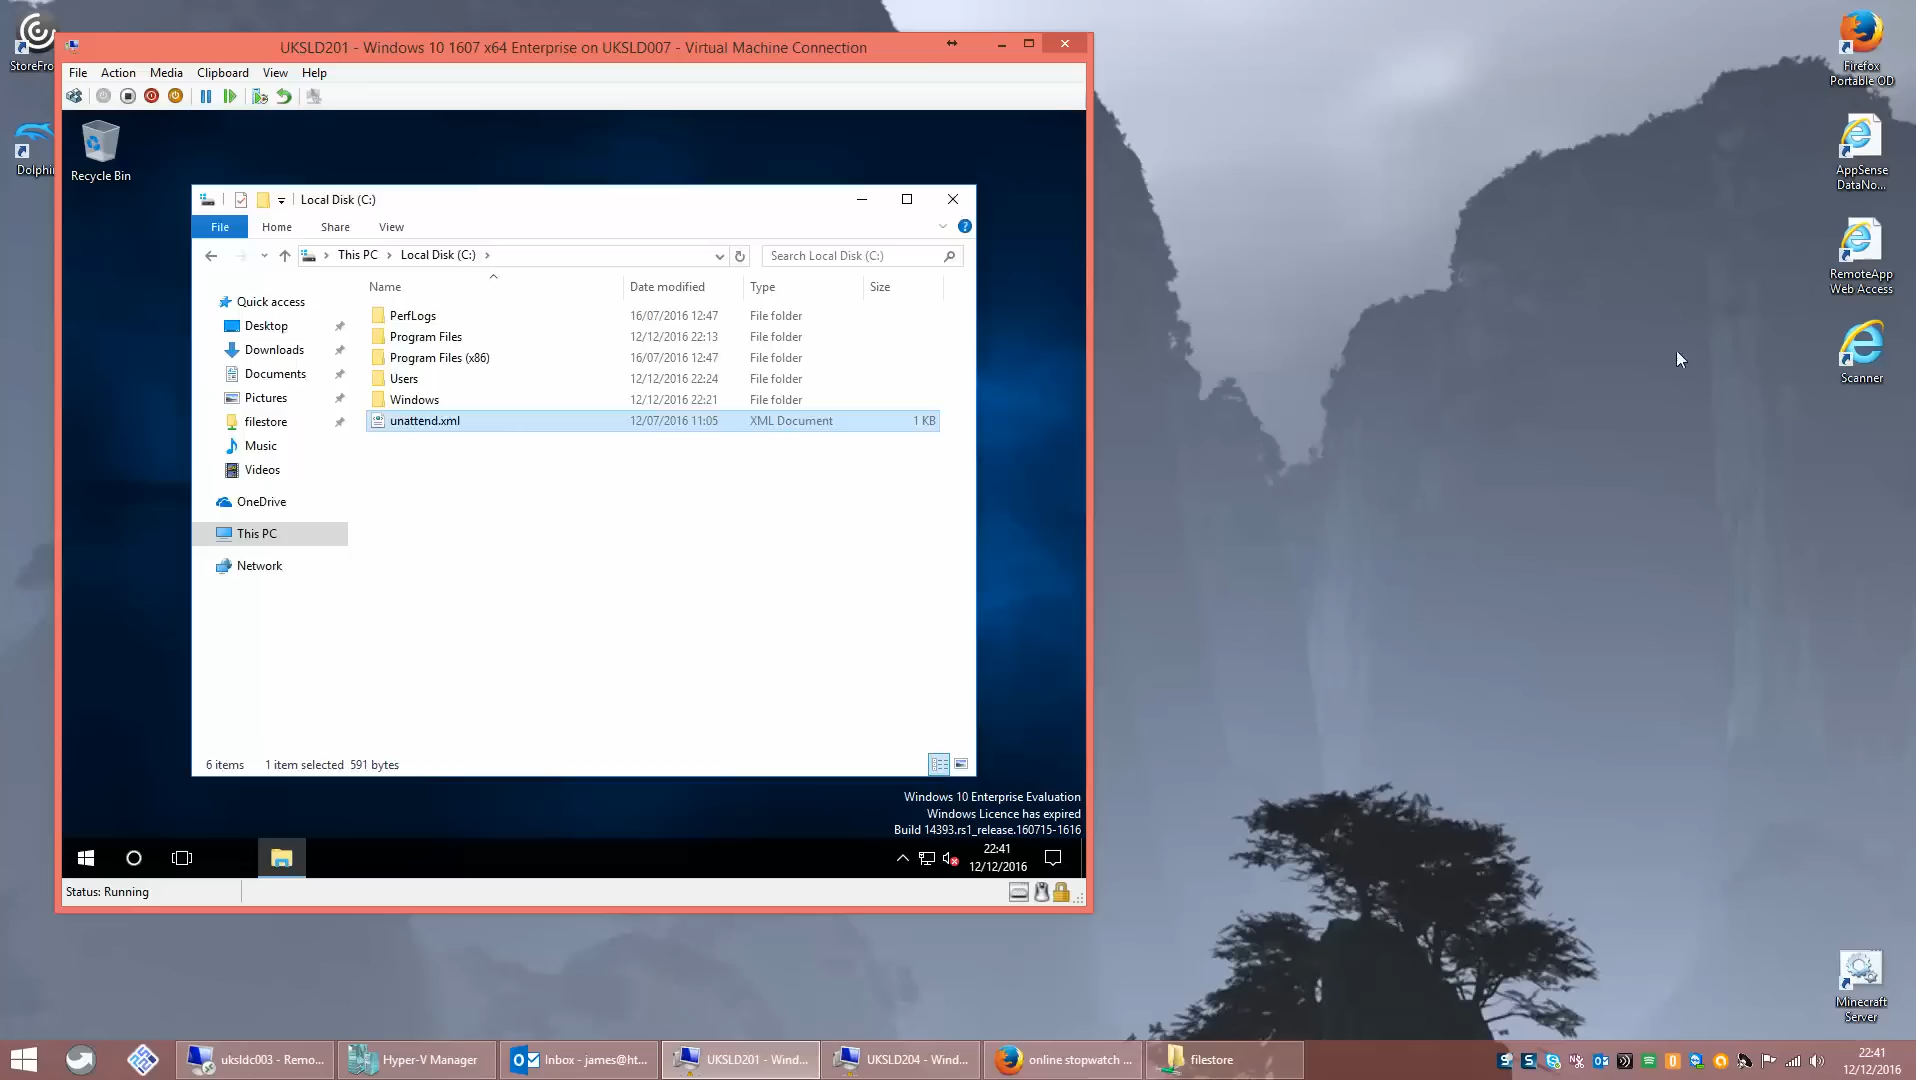 StoreFro
Dolphin
UKSLD201 - Windows 10 1607 x64 Enterprise on UKSLD007 - Virtual Machine Connection
File Action Media Clipboard View Help
Recycle Bin
Local Disk (C:)
File Home Share View
This PC Local Disk (C:)
Search Local Disk (C:)
Name Date modified Type Size
Quick access
Desktop
Downloads
Documents
Pictures
filestore
Music
Videos
OneDrive
This PC
Network
PerfLogs 16/07/2016 12:47 File folder
Program Files 12/12/2016 22:13 File folder
Program Files (x86) 16/07/2016 12:47 File folder
Users 12/12/2016 22:24 File folder
Windows 12/12/2016 22:21 File folder
unattend.xml 12/07/2016 11:05 XML Document 1 KB
6 items 1 item selected 591 bytes
Windows 10 Enterprise Evaluation
Windows Licence has expired
Build 14393.rs1_release.160715-1616
22:41
12/12/2016
Status: Running
Firefox
Portable OD
AppSense
DataNo...
RemoteApp
Web Access
Scanner
Minecraft
Server
uksldc003 - Remo...
Hyper-V Manager
Inbox - james@ht...
UKSLD201 - Wind...
UKSLD204 - Wind...
online stopwatch ...
filestore
22:41
12/12/2016